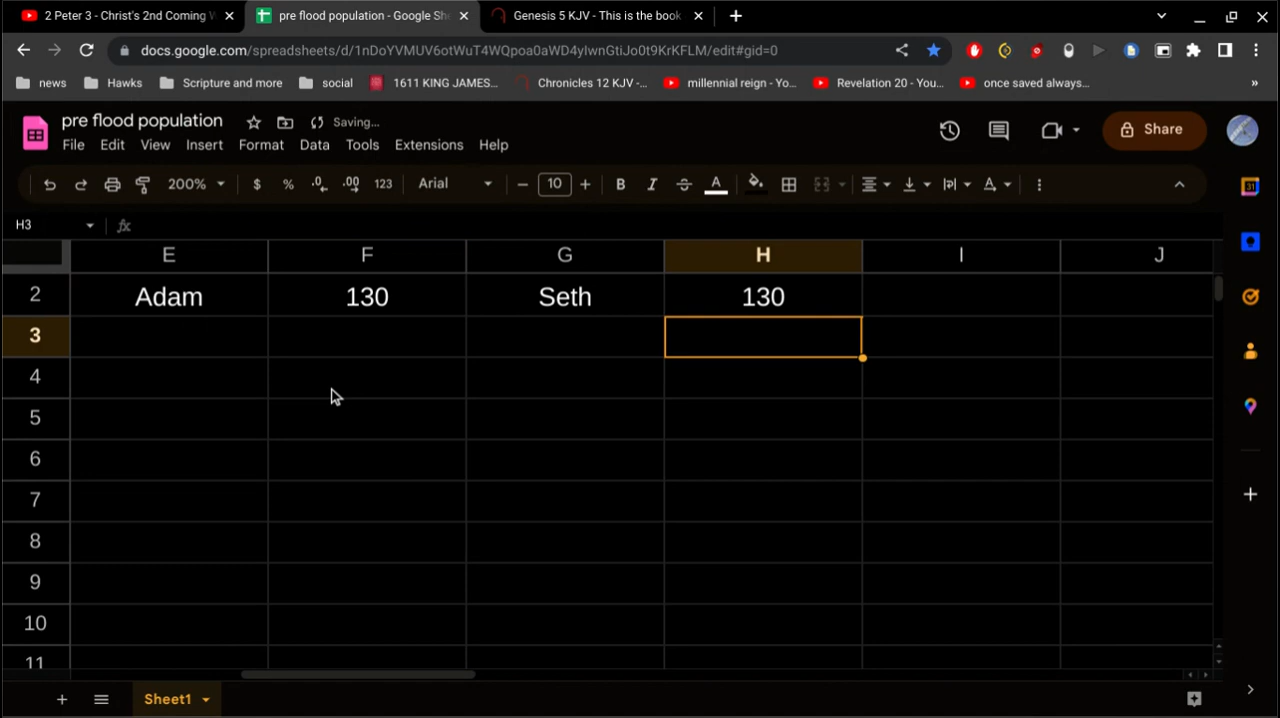 2 Peter 3 - Christ's 2nd Coming
pre flood population - Google She
Genesis 5 KJV - This is the book
docs.google.com/spreadsheets/d/1nDoYVMUV6otWuT4WQpoa0aWD4yIwnGtiJo0t9KrKFLM/edit#gid=0
news
Hawks
Scripture and more
social
1611 KING JAMES...
Chronicles 12 KJV -...
millennial reign - Yo...
Revelation 20 - You...
once saved always...
»
pre flood population
Saving...
Share
File Edit View Insert Format Data Tools Extensions Help
200% $ % .0 .00 123 Arial − 10 + B I A
H3
fx
E F G H I J
2 Adam 130 Seth 130
3
4
5
6
7
8
9
10
11
+ Sheet1
31